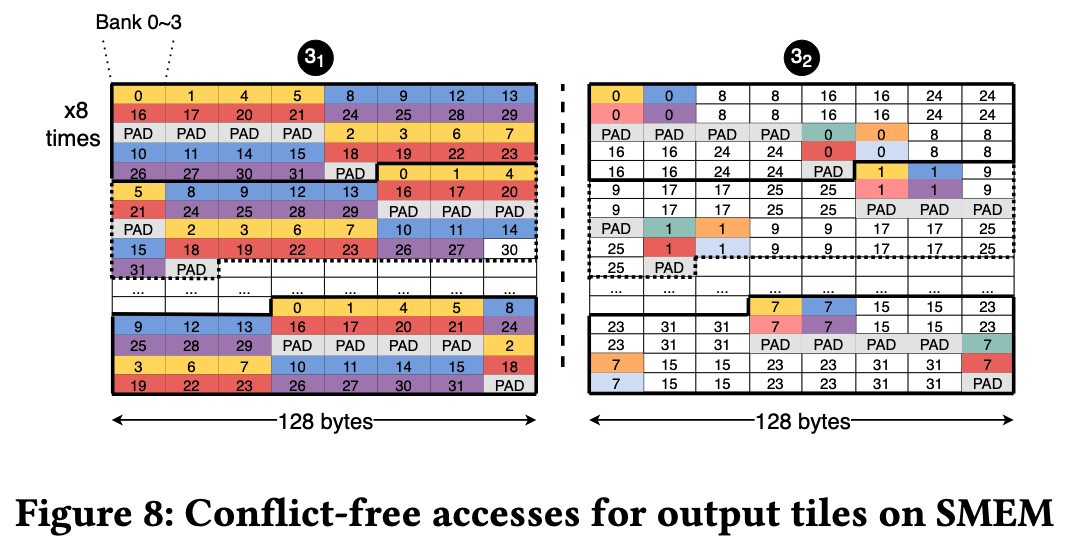 Bank 0~3
x8
times
3₁
0 1 4 5 8 9 12 13
16 17 20 21 24 25 28 29
PAD PAD PAD PAD 2 3 6 7
10 11 14 15 18 19 22 23
26 27 30 31 PAD 0 1 4
5 8 9 12 13 16 17 20
21 24 25 28 29 PAD PAD PAD
PAD 2 3 6 7 10 11 14
15 18 19 22 23 26 27 30
31 PAD
... ... ... ... ... ... ... ...
0 1 4 5 8
9 12 13 16 17 20 21 24
25 28 29 PAD PAD PAD PAD 2
3 6 7 10 11 14 15 18
19 22 23 26 27 30 31 PAD
128 bytes
3₂
0 0 8 8 16 16 24 24
0 0 8 8 16 16 24 24
PAD PAD PAD PAD 0 0 8 8
16 16 24 24 0 0 8 8
16 16 24 24 PAD 1 1 9
9 17 17 25 25 1 1 9
9 17 17 25 25 PAD PAD PAD
PAD 1 1 9 9 17 17 25
25 1 1 9 9 17 17 25
25 PAD
... ... ... ... ... ... ... ...
7 7 15 15 23
23 31 31 7 7 15 15 23
23 31 31 PAD PAD PAD PAD 7
7 15 15 23 23 31 31 7
7 15 15 23 23 31 31 PAD
128 bytes
Figure 8: Conflict-free accesses for output tiles on SMEM